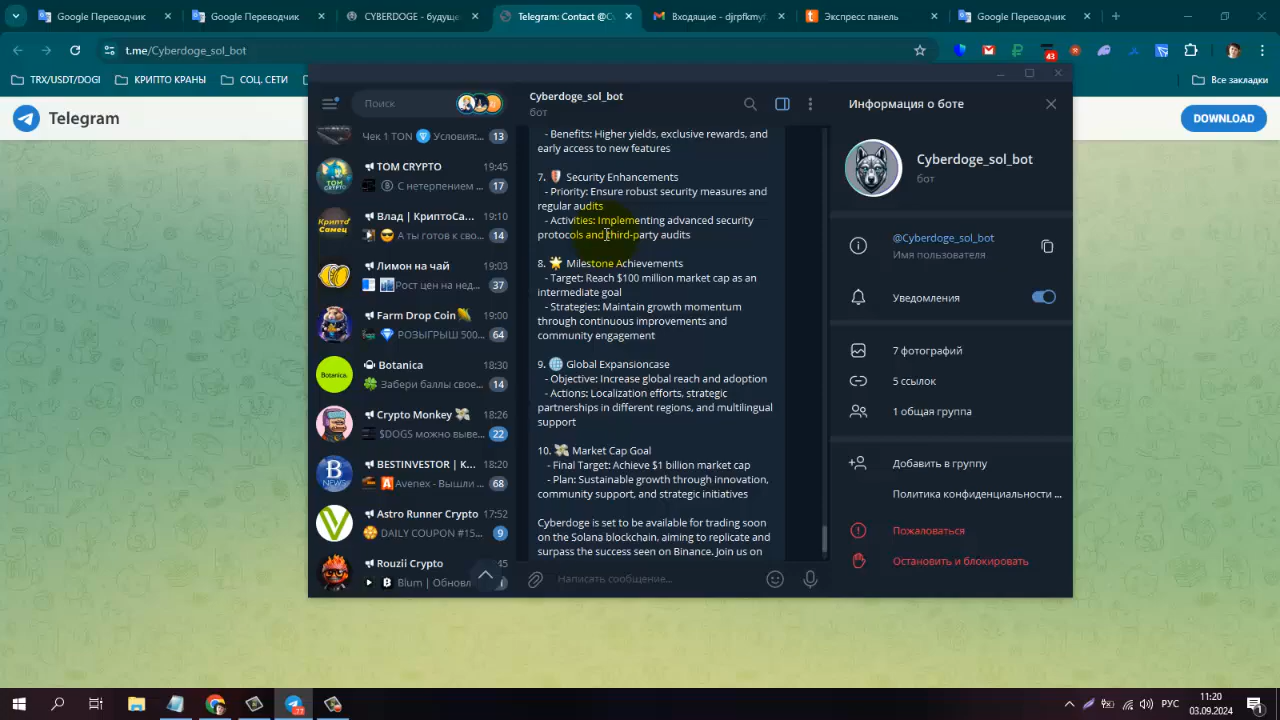 Google Переводчик
Google Переводчик
CYBERDOGE - будуще
Telegram: Contact @C
Входящие - djrpfkmyf
Экспресс панель
Google Переводчик
t.me/Cyberdoge_sol_bot
43
TRX/USDT/DOGI
КРИПТО КРАНЫ
СОЦ. СЕТИ
Все закладки
Telegram
DOWNLOAD
Поиск
Чек 1 TON Условия:...
13
TOM CRYPTO
19:45
С нетерпением ...
17
Влад | КриптоСа...
19:10
А ты готов к сво...
14
Лимон на чай
19:03
Рост цен на нед...
37
Farm Drop Coin
19:00
РОЗЫГРЫШ 500...
64
Botanica
18:30
Забери баллы свое...
14
Crypto Monkey
18:26
$DOGS можно выве...
22
BESTINVESTOR | К...
18:20
Avenex - Вышли ...
68
Astro Runner Crypto
17:52
DAILY COUPON #15...
9
Rouzil Crypto
:45
Blum | Обновл
Cyberdoge_sol_bot
бот
- Benefits: Higher yields, exclusive rewards, and
early access to new features
7. Security Enhancements
- Priority: Ensure robust security measures and
regular audits
- Activities: Implementing advanced security
protocols and third-party audits
8. Milestone Achievements
- Target: Reach $100 million market cap as an
intermediate goal
- Strategies: Maintain growth momentum
through continuous improvements and
community engagement
9. Global Expansioncase
- Objective: Increase global reach and adoption
- Actions: Localization efforts, strategic
partnerships in different regions, and multilingual
support
10. Market Cap Goal
- Final Target: Achieve $1 billion market cap
- Plan: Sustainable growth through innovation,
community support, and strategic initiatives
Cyberdoge is set to be available for trading soon
on the Solana blockchain, aiming to replicate and
surpass the success seen on Binance. Join us on
Написать сообщение...
Информация о боте
Cyberdoge_sol_bot
бот
@Cyberdoge_sol_bot
Имя пользователя
Уведомления
7 фотографий
5 ссылок
1 общая группа
Добавить в группу
Политика конфиденциальности ...
Пожаловаться
Остановить и блокировать
РУС
11:20
03.09.2024